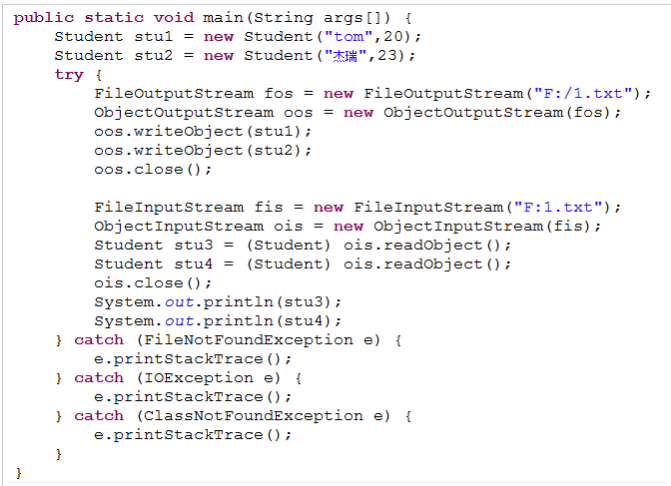 public static void main(String args[]) {
    Student stu1 = new Student("tom",20);
    Student stu2 = new Student("杰瑞",23);
    try {
        FileOutputStream fos = new FileOutputStream("F:/1.txt");
        ObjectOutputStream oos = new ObjectOutputStream(fos);
        oos.writeObject(stu1);
        oos.writeObject(stu2);
        oos.close();

        FileInputStream fis = new FileInputStream("F:1.txt");
        ObjectInputStream ois = new ObjectInputStream(fis);
        Student stu3 = (Student) ois.readObject();
        Student stu4 = (Student) ois.readObject();
        ois.close();
        System.out.println(stu3);
        System.out.println(stu4);
    } catch (FileNotFoundException e) {
        e.printStackTrace();
    } catch (IOException e) {
        e.printStackTrace();
    } catch (ClassNotFoundException e) {
        e.printStackTrace();
    }
}